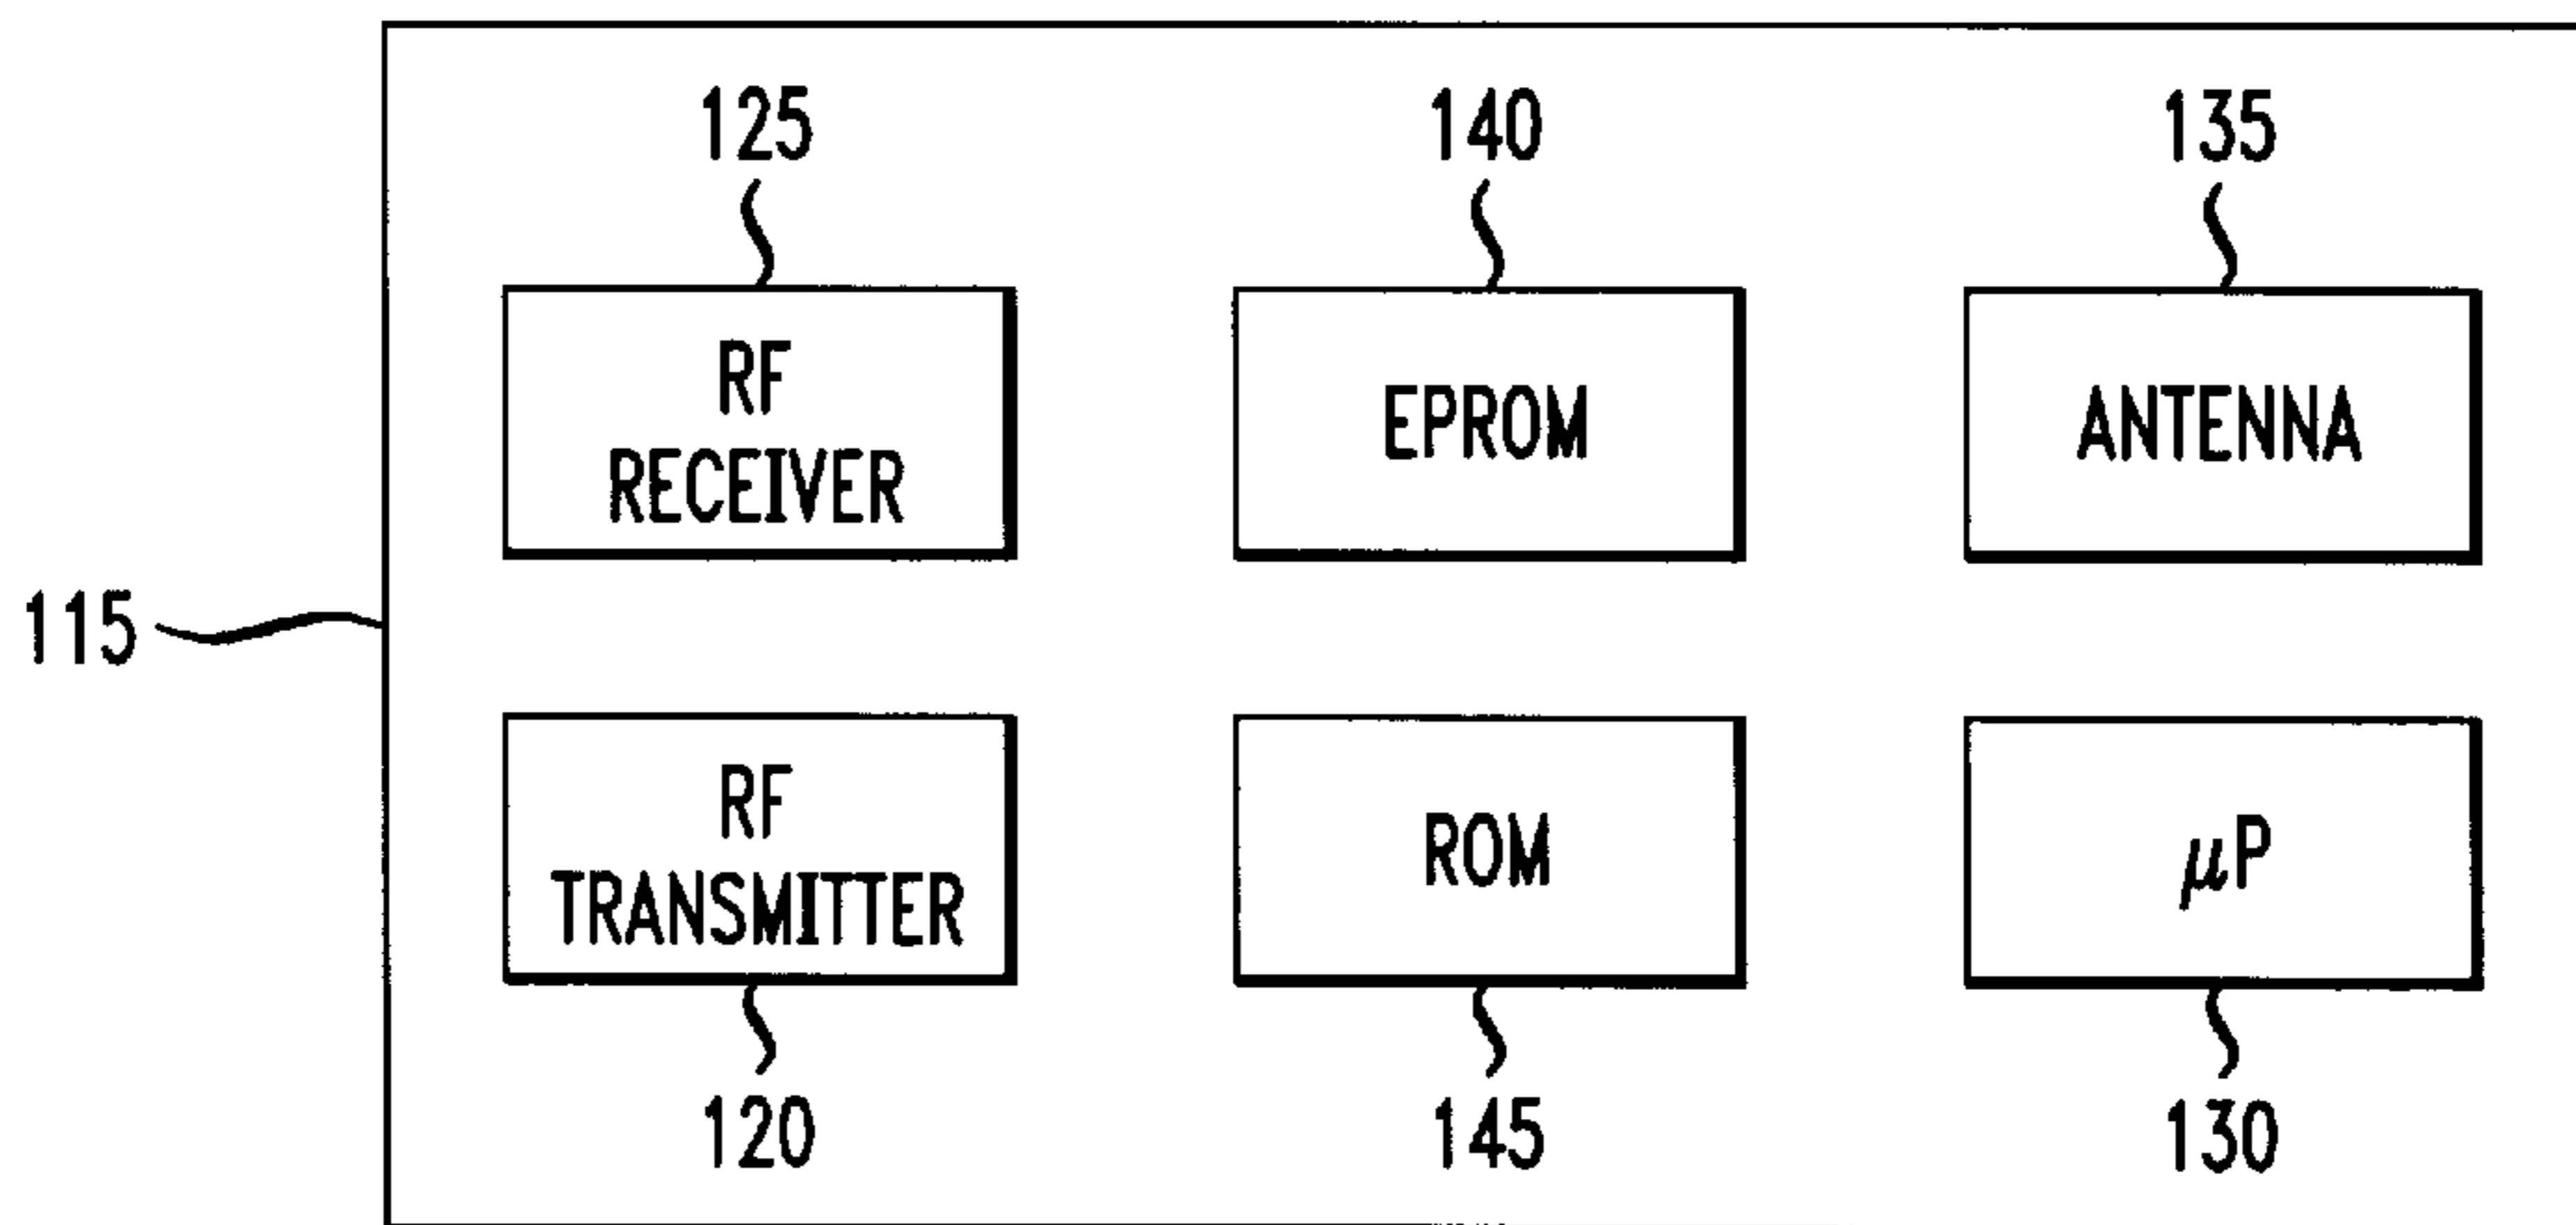 125
140
135
RF
RECEIVER
EPROM
ANTENNA
115
RF
TRANSMITTER
ROM
μP
120
145
130